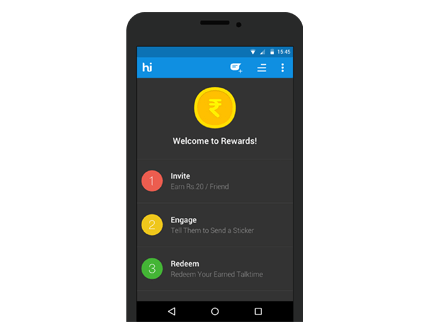 15:45
hi
₹
Welcome to Rewards!
1
Invite
Earn Rs.20 / Friend
2
Engage
Tell Them to Send a Sticker
3
Redeem
Redeem Your Earned Talktime